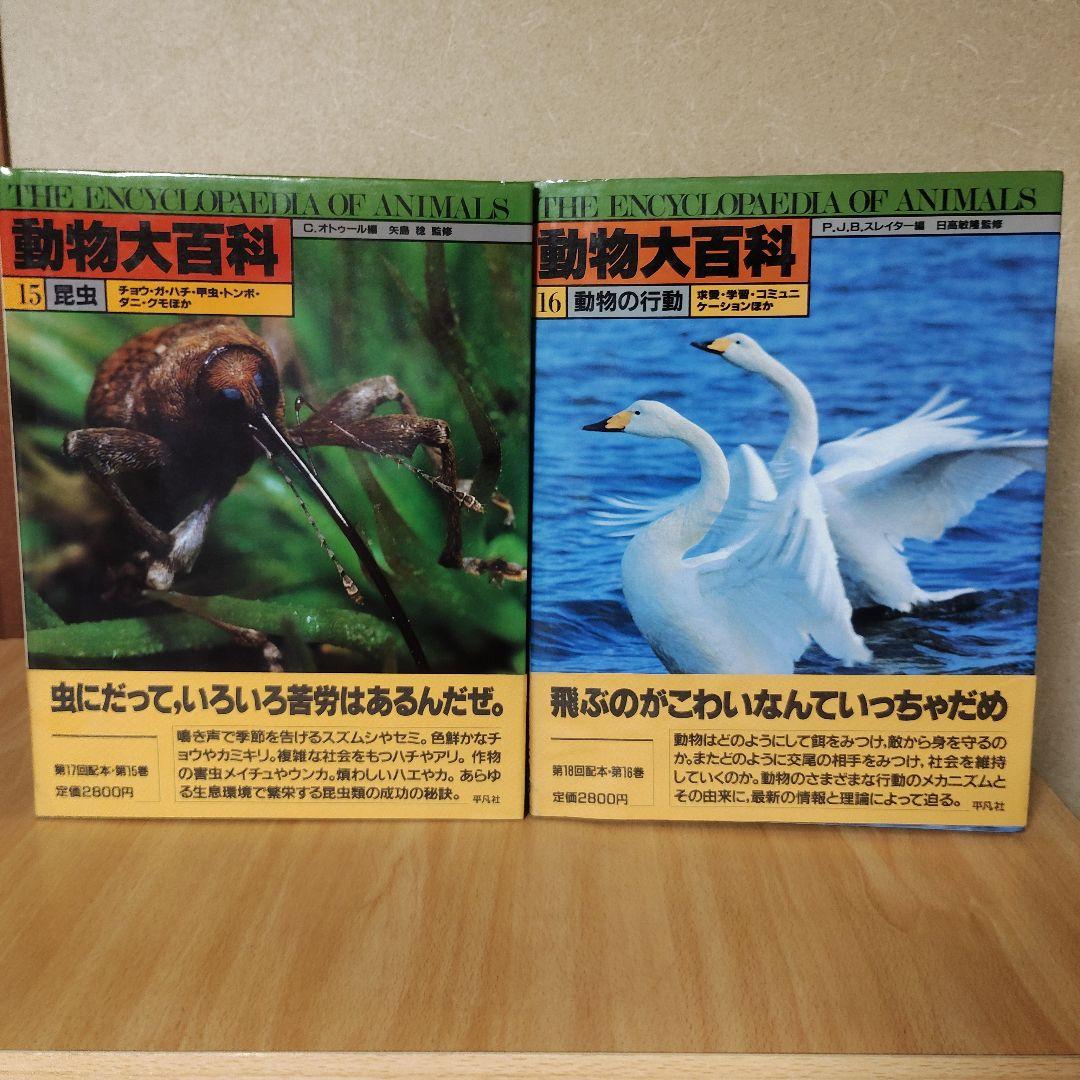 THE ENCYCLOPAEDIA OF ANIMALS
動物大百科
C.オトゥール編 矢島 稔 監修
15 昆虫
チョウ・ガ・ハチ・甲虫・トンボ・
ダニ・クモほか
虫にだって,いろいろ苦労はあるんだぜ。
第17回配本・第15巻
定価2800円
鳴き声で季節を告げるスズムシやセミ。色鮮かなチ
ョウやカミキリ。複雑な社会をもつハチやアリ。作物
の害虫メイチュウやウンカ。煩わしいハエやカ。あらゆ
る生息環境で繁栄する昆虫類の成功の秘訣。
平凡社
THE ENCYCLOPAEDIA OF ANIMALS
動物大百科
P.J.B.スレイター編 日高敏隆監修
16 動物の行動
求愛・学習・コミュニ
ケーションほか
飛ぶのがこわいなんていっちゃだめ
第18回配本・第16巻
定価2800円
動物はどのようにして餌をみつけ,敵から身を守るの
か。またどのように交尾の相手をみつけ,社会を維持
していくのか。動物のさまざまな行動のメカニズムと
その由来に,最新の情報と理論によって迫る。
平凡社